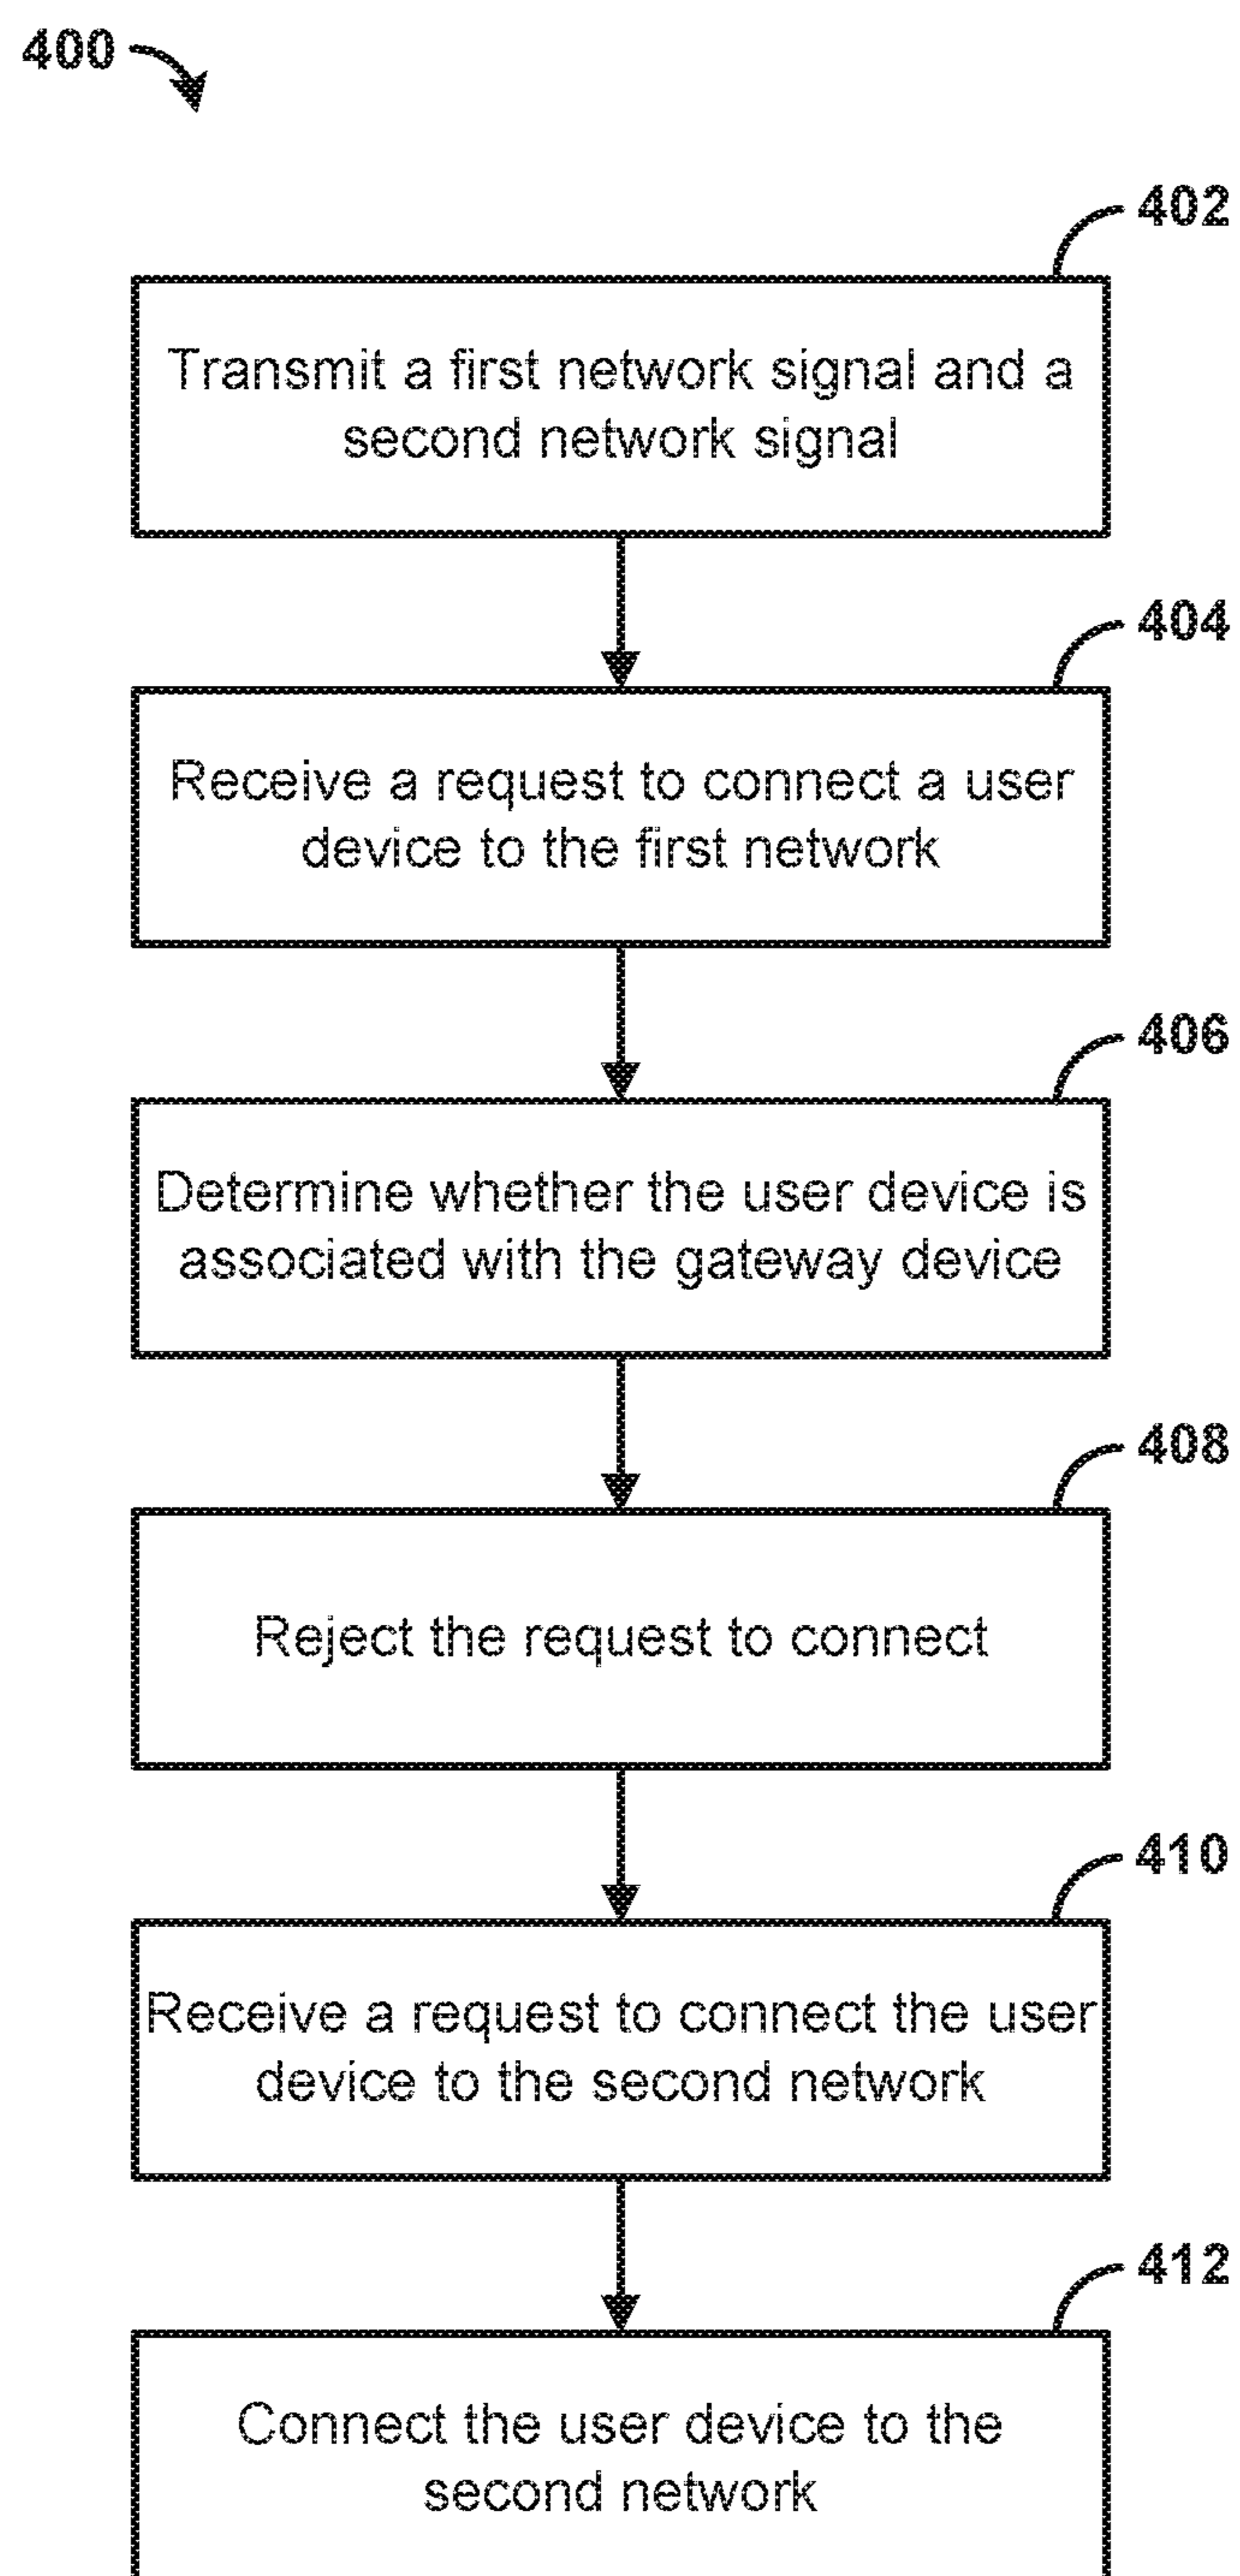 400
402
Transmit a first network signal and a
second network signal
404
Receive a request to connect a user
device to the first network
406
Determine whether the user device is
associated with the gateway device
408
Reject the request to connect
410
Receive a request to connect the user
device to the second network
412
Connect the user device to the
second network